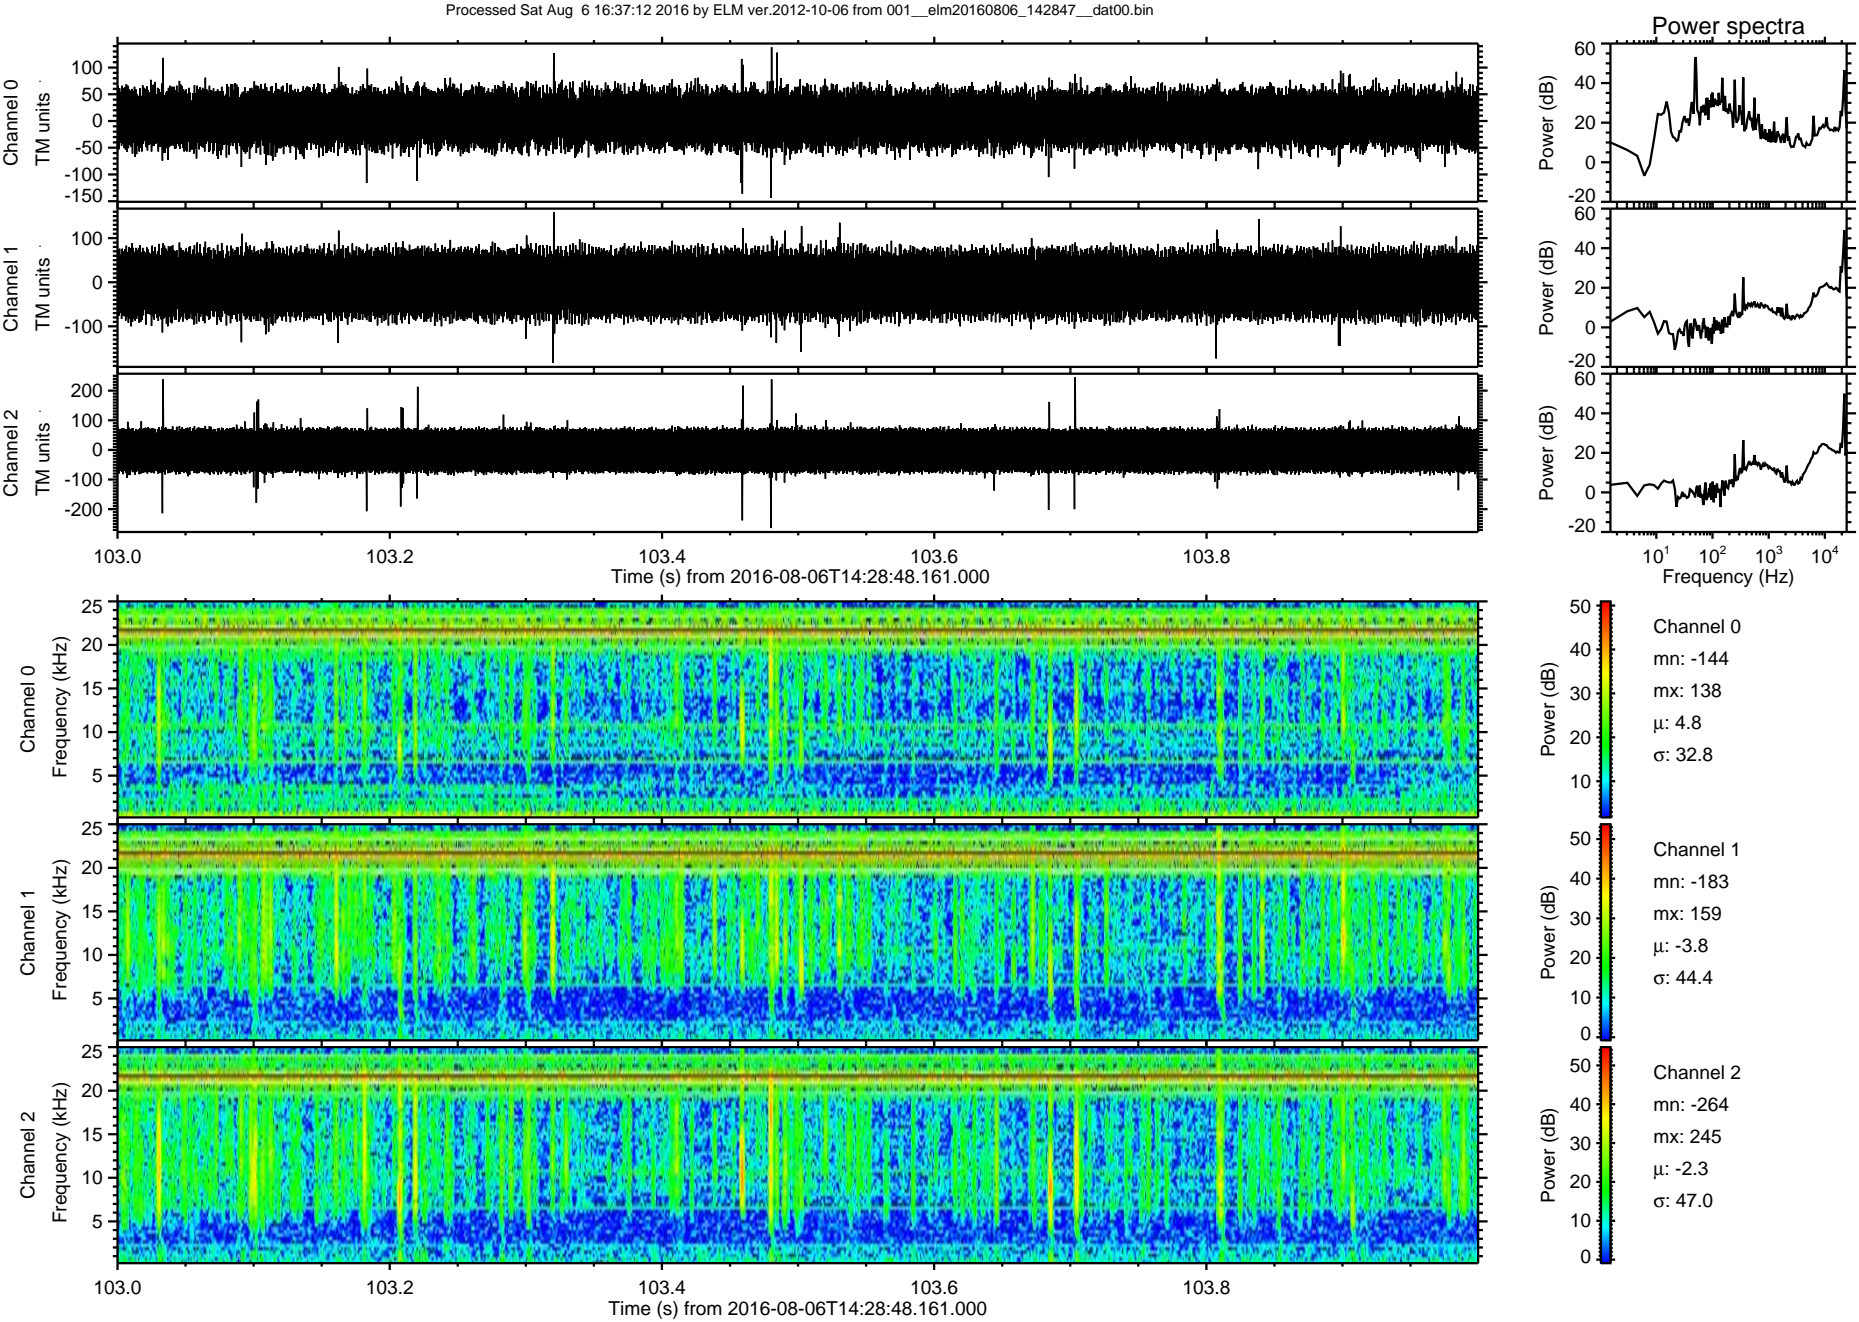 Processed Sat Aug  6 16:37:12 2016 by ELM ver.2012-10-06 from 001__elm20160806_142847__dat00.bin
Power spectra
Channel 0
TM units
100
50
0
-50
-100
-150
Power (dB)
60
40
20
0
-20
Channel 1
TM units
100
0
-100
Power (dB)
60
40
20
0
-20
Channel 2
TM units
200
100
0
-100
-200
Power (dB)
60
40
20
0
-20
103.0 103.2 103.4 103.6 103.8
Time (s) from 2016-08-06T14:28:48.161.000
10^1 10^2 10^3 10^4
Frequency (Hz)
Channel 0
Frequency (kHz)
25
20
15
10
5
Power (dB)
50
40
30
20
10
Channel 0
mn: -144
mx: 138
μ: 4.8
σ: 32.8
Channel 1
Frequency (kHz)
25
20
15
10
5
Power (dB)
50
40
30
20
10
0
Channel 1
mn: -183
mx: 159
μ: -3.8
σ: 44.4
Channel 2
Frequency (kHz)
25
20
15
10
5
Power (dB)
50
40
30
20
10
0
Channel 2
mn: -264
mx: 245
μ: -2.3
σ: 47.0
103.0 103.2 103.4 103.6 103.8
Time (s) from 2016-08-06T14:28:48.161.000